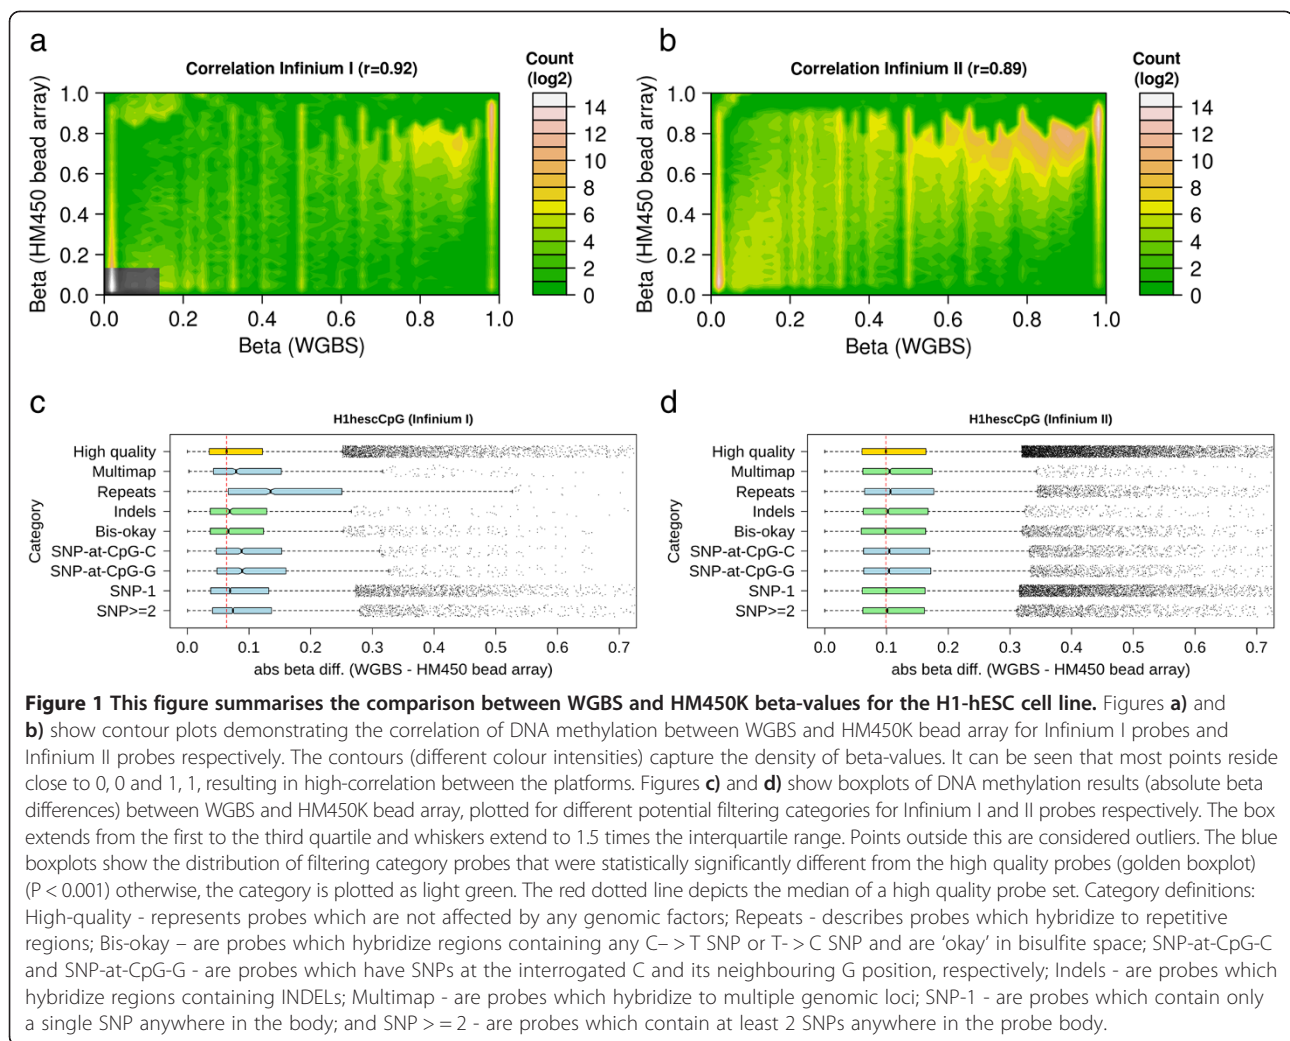 a
Correlation Infinium I (r=0.92)
Count
(log2)
Beta (HM450 bead array)
1.0
0.8
0.6
0.4
0.2
0.0
14
12
10
8
6
4
2
0
0.0 0.2 0.4 0.6 0.8 1.0
Beta (WGBS)
b
Correlation Infinium II (r=0.89)
Count
(log2)
Beta (HM450 bead array)
1.0
0.8
0.6
0.4
0.2
0.0
14
12
10
8
6
4
2
0
0.0 0.2 0.4 0.6 0.8 1.0
Beta (WGBS)
c
H1hescCpG (Infinium I)
Category
High quality
Multimap
Repeats
Indels
Bis-okay
SNP-at-CpG-C
SNP-at-CpG-G
SNP-1
SNP>=2
0.0 0.1 0.2 0.3 0.4 0.5 0.6 0.7
abs beta diff. (WGBS - HM450 bead array)
d
H1hescCpG (Infinium II)
Category
High quality
Multimap
Repeats
Indels
Bis-okay
SNP-at-CpG-C
SNP-at-CpG-G
SNP-1
SNP>=2
0.0 0.1 0.2 0.3 0.4 0.5 0.6 0.7
abs beta diff. (WGBS - HM450 bead array)
Figure 1 This figure summarises the comparison between WGBS and HM450K beta-values for the H1-hESC cell line. Figures a) and
b) show contour plots demonstrating the correlation of DNA methylation between WGBS and HM450K bead array for Infinium I probes and
Infinium II probes respectively. The contours (different colour intensities) capture the density of beta-values. It can be seen that most points reside
close to 0, 0 and 1, 1, resulting in high-correlation between the platforms. Figures c) and d) show boxplots of DNA methylation results (absolute beta
differences) between WGBS and HM450K bead array, plotted for different potential filtering categories for Infinium I and II probes respectively. The box
extends from the first to the third quartile and whiskers extend to 1.5 times the interquartile range. Points outside this are considered outliers. The blue
boxplots show the distribution of filtering category probes that were statistically significantly different from the high quality probes (golden boxplot)
(P < 0.001) otherwise, the category is plotted as light green. The red dotted line depicts the median of a high quality probe set. Category definitions:
High-quality - represents probes which are not affected by any genomic factors; Repeats - describes probes which hybridize to repetitive
regions; Bis-okay – are probes which hybridize regions containing any C– > T SNP or T- > C SNP and are ‘okay’ in bisulfite space; SNP-at-CpG-C
and SNP-at-CpG-G - are probes which have SNPs at the interrogated C and its neighbouring G position, respectively; Indels - are probes which
hybridize regions containing INDELs; Multimap - are probes which hybridize to multiple genomic loci; SNP-1 - are probes which contain only
a single SNP anywhere in the body; and SNP > = 2 - are probes which contain at least 2 SNPs anywhere in the probe body.